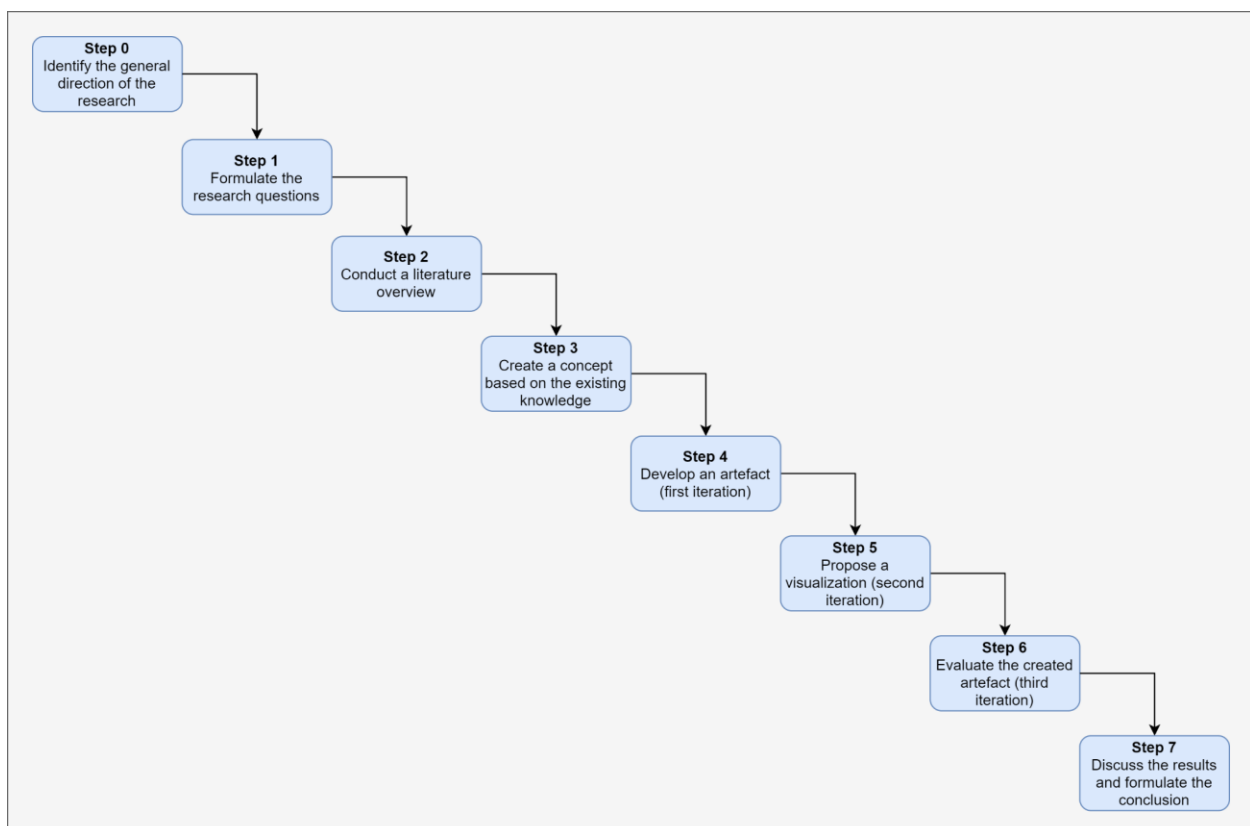 Step 0
Identify the general
direction of the
research
Step 1
Formulate the
research questions
Step 2
Conduct a literature
overview
Step 3
Create a concept
based on the existing
knowledge
Step 4
Develop an artefact
(first iteration)
Step 5
Propose a
visualization (second
iteration)
Step 6
Evaluate the created
artefact (third
iteration)
Step 7
Discuss the results
and formulate the
conclusion